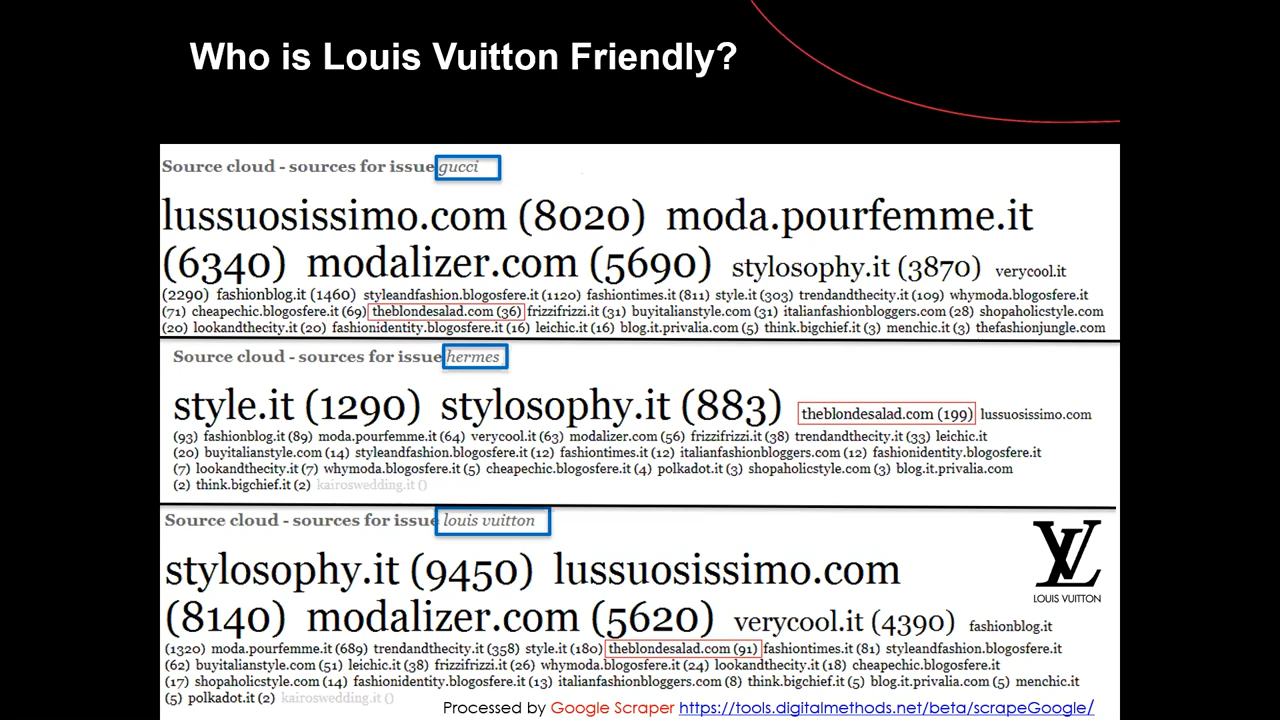 Who is Louis Vuitton Friendly?
Source cloud - sources for issue gucci
lussuosissimo.com (8020) moda.pourfemme.it
(6340) modalizer.com (5690) stylosophy.it (3870) verycool.it
(2290) fashionblog.it (1460) styleandfashion.blogosfere.it (1120) fashiontimes.it (811) style.it (303) trendandthecity.it (109) whymoda.blogosfere.it
(71) cheapechic.blogosfere.it (69) theblondesalad.com (36) frizzifrizzi.it (31) buyitalianstyle.com (31) italianfashionbloggers.com (28) shopaholicstyle.com
(20) lookandthecity.it (20) fashionidentity.blogosfere.it (16) leichic.it (16) blog.it.privalia.com (5) think.bigchief.it (3) menchic.it (3) thefashionjungle.com
Source cloud - sources for issue hermes
style.it (1290) stylosophy.it (883) theblondesalad.com (199) lussuosissimo.com
(93) fashionblog.it (89) moda.pourfemme.it (64) verycool.it (63) modalizer.com (56) frizzifrizzi.it (38) trendandthecity.it (33) leichic.it
(20) buyitalianstyle.com (14) styleandfashion.blogosfere.it (12) fashiontimes.it (12) italianfashionbloggers.com (12) fashionidentity.blogosfere.it
(7) lookandthecity.it (7) whymoda.blogosfere.it (5) cheapechic.blogosfere.it (4) polkadot.it (3) shopaholicstyle.com (3) blog.it.privalia.com
(2) think.bigchief.it (2) kairoswedding.it ()
Source cloud - sources for issue louis vuitton
stylosophy.it (9450) lussuosissimo.com
(8140) modalizer.com (5620) verycool.it (4390) fashionblog.it
(1320) moda.pourfemme.it (689) trendandthecity.it (358) style.it (180) theblondesalad.com (91) fashiontimes.it (81) styleandfashion.blogosfere.it
(62) buyitalianstyle.com (51) leichic.it (38) frizzifrizzi.it (26) whymoda.blogosfere.it (24) lookandthecity.it (18) cheapechic.blogosfere.it
(17) shopaholicstyle.com (14) fashionidentity.blogosfere.it (13) italianfashionbloggers.com (8) think.bigchief.it (5) blog.it.privalia.com (5) menchic.it
(5) polkadot.it (2) kairoswedding.it ()
LV
LOUIS VUITTON
Processed by Google Scraper https://tools.digitalmethods.net/beta/scrapeGoogle/